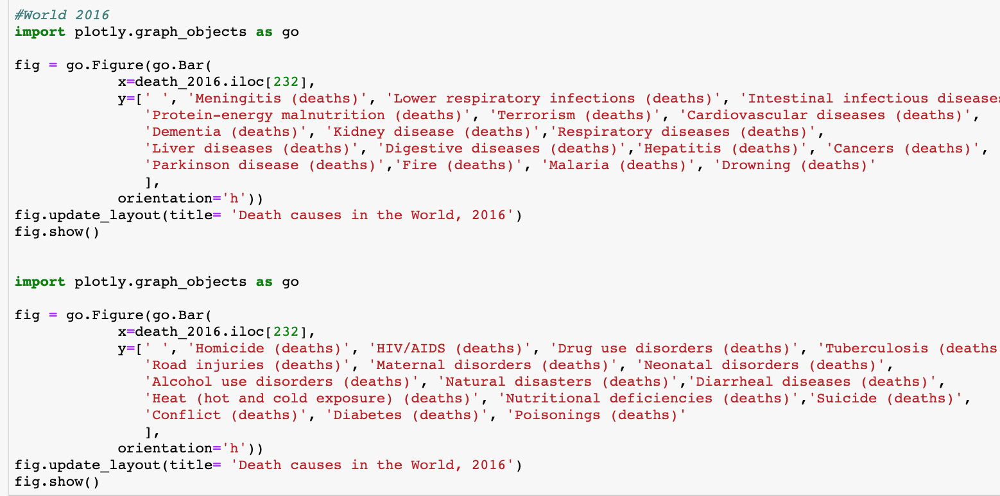 #World 2016
import plotly.graph_objects as go
fig = go.Figure(go.Bar(
x=death_2016.iloc[232],
y=[' ', 'Meningitis (deaths)', 'Lower respiratory infections (deaths)', 'Intestinal infectious diseases
'Protein-energy malnutrition (deaths)', 'Terrorism (deaths)', 'Cardiovascular diseases (deaths)',
'Dementia (deaths)', 'Kidney disease (deaths)','Respiratory diseases (deaths)',
'Liver diseases (deaths)', 'Digestive diseases (deaths)','Hepatitis (deaths)', 'Cancers (deaths)',
'Parkinson disease (deaths)','Fire (deaths)', 'Malaria (deaths)', 'Drowning (deaths)'
],
orientation='h'))
fig.update_layout(title= 'Death causes in the World, 2016')
fig.show()
import plotly.graph_objects as go
fig = go.Figure(go.Bar(
x=death_2016.iloc[232],
y=[' ', 'Homicide (deaths)', 'HIV/AIDS (deaths)', 'Drug use disorders (deaths)', 'Tuberculosis (deaths
'Road injuries (deaths)', 'Maternal disorders (deaths)', 'Neonatal disorders (deaths)',
'Alcohol use disorders (deaths)', 'Natural disasters (deaths)','Diarrheal diseases (deaths)',
'Heat (hot and cold exposure) (deaths)', 'Nutritional deficiencies (deaths)','Suicide (deaths)',
'Conflict (deaths)', 'Diabetes (deaths)', 'Poisonings (deaths)'
],
orientation='h'))
fig.update_layout(title= 'Death causes in the World, 2016')
fig.show()